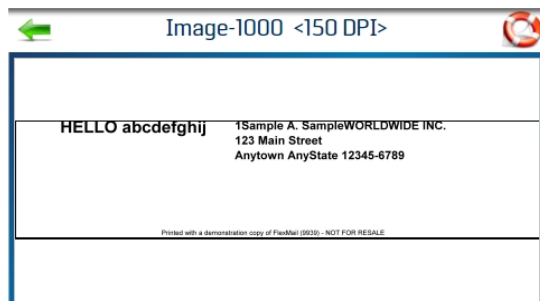 Image-1000 <150 DPI>
HELLO abcdefghij
1Sample A. SampleWORLDWIDE INC.
123 Main Street
Anytown AnyState 12345-6789
Printed with a demonstration copy of FlexMail (9939) - NOT FOR RESALE